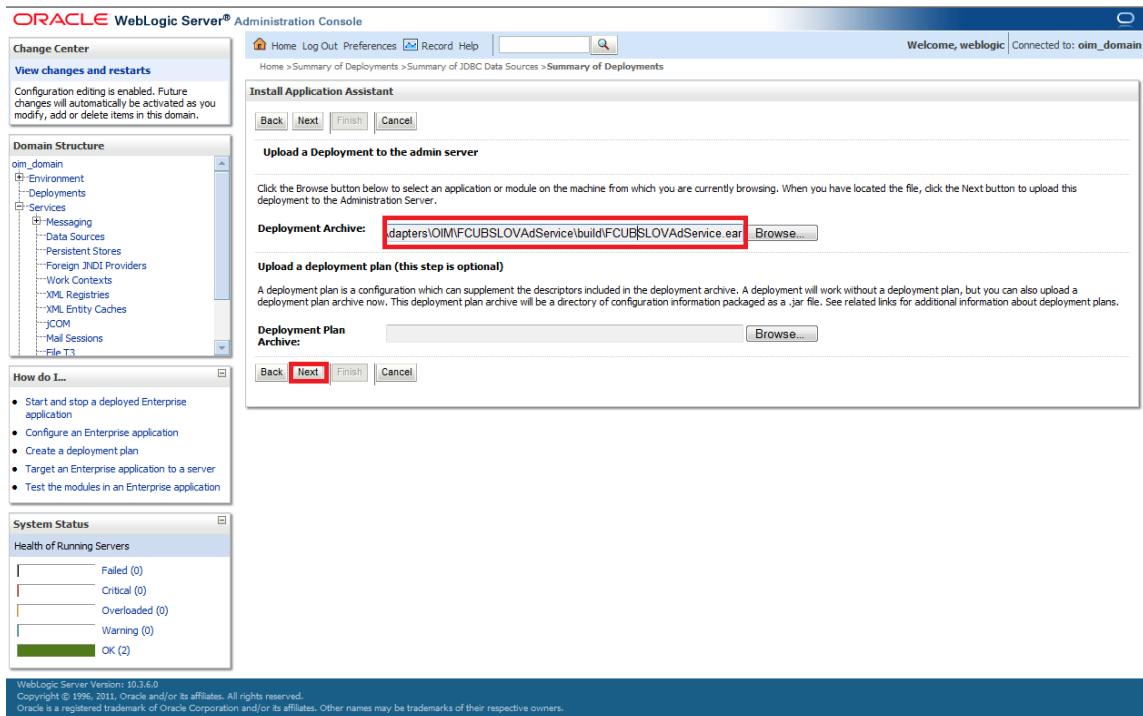 ORACLE WebLogic Server® Administration Console
Change Center
View changes and restarts
Configuration editing is enabled. Future
changes will automatically be activated as you
modify, add or delete items in this domain.
Domain Structure
oim_domain
Environment
Deployments
Services
Messaging
Data Sources
Persistent Stores
Foreign JNDI Providers
Work Contexts
XML Registries
XML Entity Caches
jCOM
Mail Sessions
File T3
How do I...
Start and stop a deployed Enterprise
application
Configure an Enterprise application
Create a deployment plan
Target an Enterprise application to a server
Test the modules in an Enterprise application
System Status
Health of Running Servers
Failed (0)
Critical (0)
Overloaded (0)
Warning (0)
OK (2)
Home Log Out Preferences Record Help
Welcome, weblogic Connected to: oim_domain
Home >Summary of Deployments >Summary of JDBC Data Sources >Summary of Deployments
Install Application Assistant
Back Next Finish Cancel
Upload a Deployment to the admin server
Click the Browse button below to select an application or module on the machine from which you are currently browsing. When you have located the file, click the Next button to upload this
deployment to the Administration Server.
Deployment Archive: dapters\OIM\FCUBSLOVAdService\build\FCUBSLOVAdService.ear Browse...
Upload a deployment plan (this step is optional)
A deployment plan is a configuration which can supplement the descriptors included in the deployment archive. A deployment will work without a deployment plan, but you can also upload a
deployment plan archive now. This deployment plan archive will be a directory of configuration information packaged as a .jar file. See related links for additional information about deployment plans.
Deployment Plan
Archive:
Browse...
Back Next Finish Cancel
WebLogic Server Version: 10.3.6.0
Copyright © 1996, 2011, Oracle and/or its affiliates. All rights reserved.
Oracle is a registered trademark of Oracle Corporation and/or its affiliates. Other names may be trademarks of their respective owners.